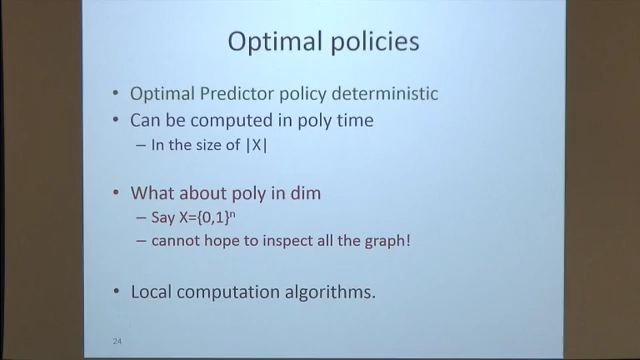 Optimal policies
• Optimal Predictor policy deterministic
• Can be computed in poly time
– In the size of |X|
• What about poly in dim
– Say X={0,1}ⁿ
– cannot hope to inspect all the graph!
• Local computation algorithms.
24